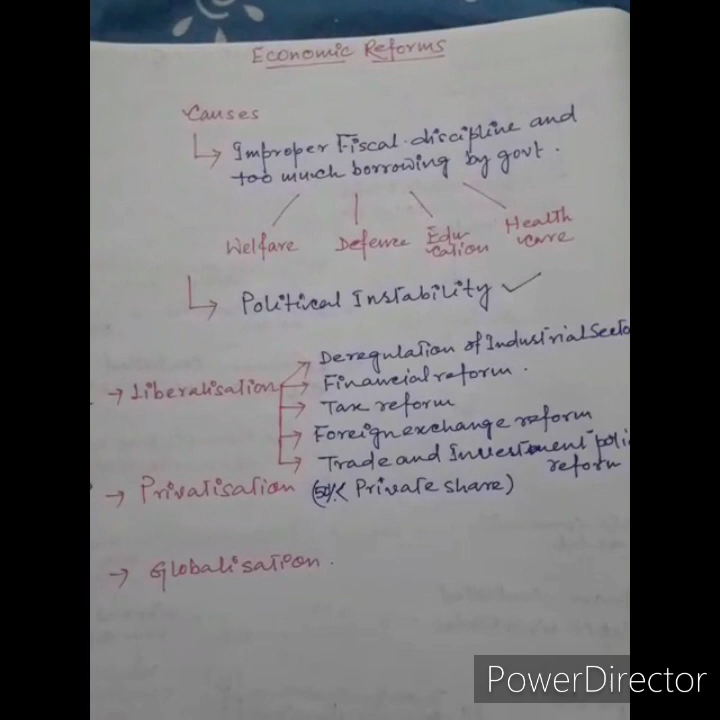 Economic Reforms
Causes
Improper Fiscal discipline and
too much borrowing by govt.
Welfare Defence Edu- Health
cation care
Political Instability ✓
Deregulation of Industrial Secto
→ Liberalisation → Financial reform.
→ Tax reform
→ Foreign exchange reform
→ Trade and Investment poli
reform
→ Privatisation (50%< Private share)
→ Globalisation.
PowerDirector